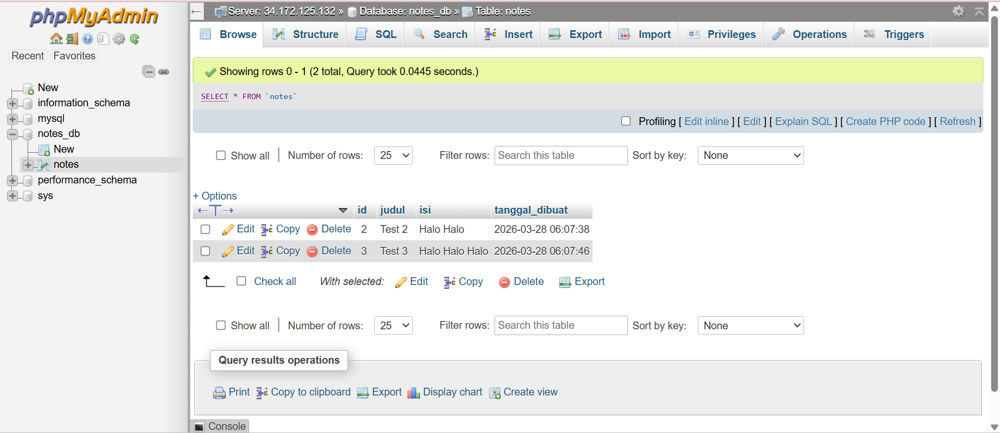 phpMyAdmin
Recent Favorites
New
information_schema
mysql
notes_db
New
notes
performance_schema
sys
Server: 34.172.125.132 » Database: notes_db » Table: notes
Browse Structure SQL Search Insert Export Import Privileges Operations Triggers
Showing rows 0 - 1 (2 total, Query took 0.0445 seconds.)
SELECT * FROM `notes`
Profiling [ Edit inline ] [ Edit ] [ Explain SQL ] [ Create PHP code ] [ Refresh ]
Show all Number of rows: 25 Filter rows: Search this table Sort by key: None
+ Options
id judul isi tanggal_dibuat
Edit Copy Delete 2 Test 2 Halo Halo 2026-03-28 06:07:38
Edit Copy Delete 3 Test 3 Halo Halo Halo 2026-03-28 06:07:46
Check all With selected: Edit Copy Delete Export
Show all Number of rows: 25 Filter rows: Search this table Sort by key: None
Query results operations
Print Copy to clipboard Export Display chart Create view
Console